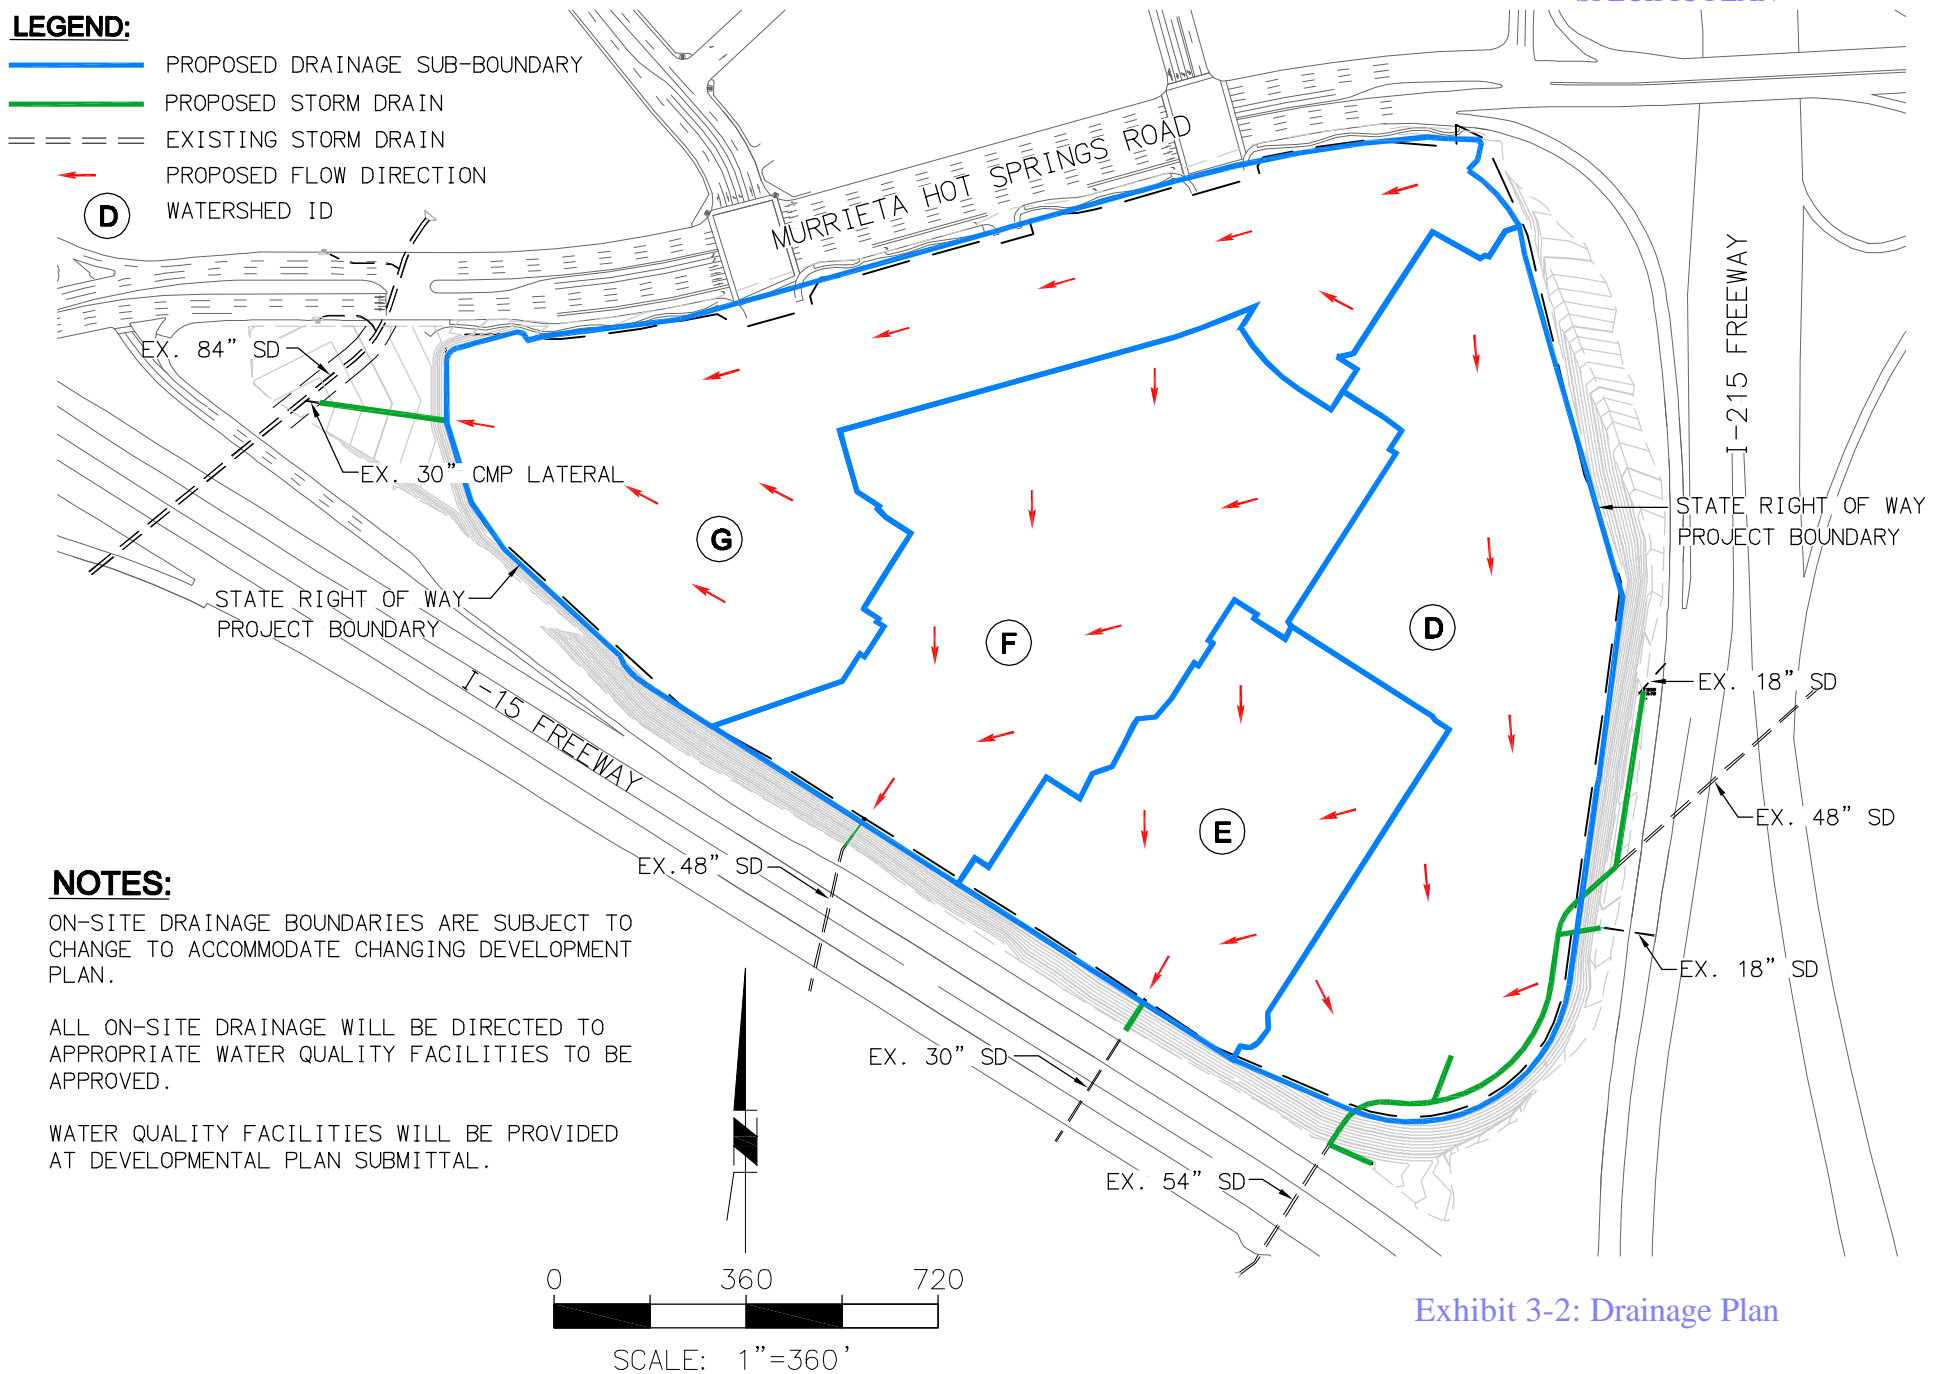 LEGEND:
PROPOSED DRAINAGE SUB-BOUNDARY
PROPOSED STORM DRAIN
EXISTING STORM DRAIN
PROPOSED FLOW DIRECTION
D WATERSHED ID
MURRIETA HOT SPRINGS ROAD
I-215 FREEWAY
EX. 84” SD
EX. 30” CMP LATERAL
STATE RIGHT OF WAY
PROJECT BOUNDARY
G
F
D
E
STATE RIGHT OF WAY
PROJECT BOUNDARY
I-15 FREEWAY
EX. 18” SD
EX. 48” SD
EX.48” SD
EX. 18” SD
EX. 30” SD
EX. 54” SD
NOTES:
ON-SITE DRAINAGE BOUNDARIES ARE SUBJECT TO
CHANGE TO ACCOMMODATE CHANGING DEVELOPMENT
PLAN.
ALL ON-SITE DRAINAGE WILL BE DIRECTED TO
APPROPRIATE WATER QUALITY FACILITIES TO BE
APPROVED.
WATER QUALITY FACILITIES WILL BE PROVIDED
AT DEVELOPMENTAL PLAN SUBMITTAL.
0 360 720
SCALE: 1”=360’
Exhibit 3-2: Drainage Plan